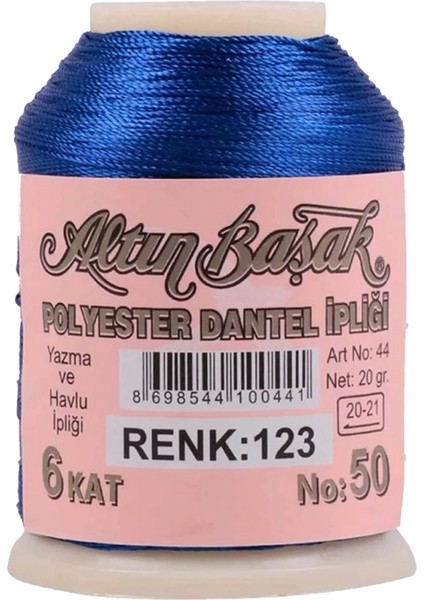 Altın Başak®
POLYESTER DANTEL İPLİĞİ
Yazma
ve
Havlu
İpliği
8 698544 100441
Art No: 44
Net: 20 gr.
20-21
RENK:123
6 KAT
No: 50